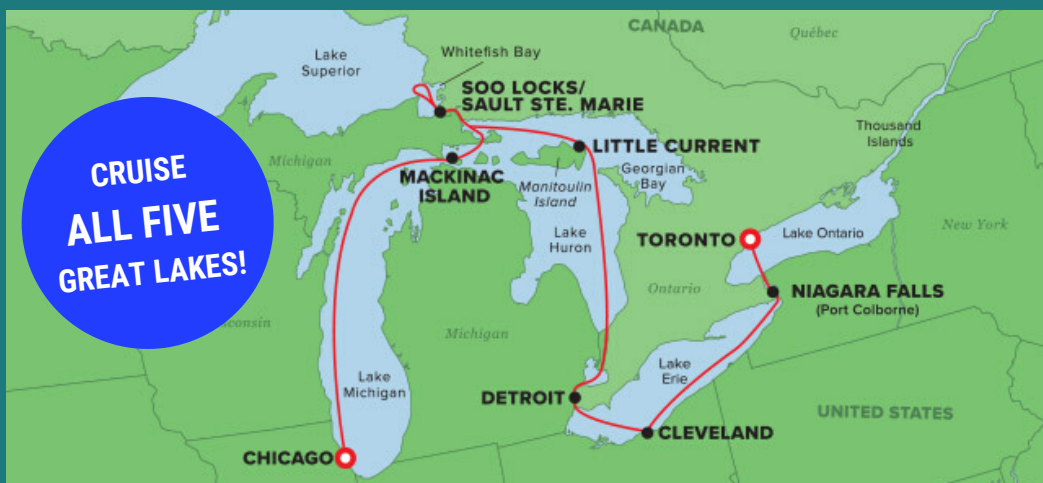 CANADA
Québec
Lake
Superior
Whitefish Bay
SOO LOCKS/
SAULT STE. MARIE
Thousand
Islands
CRUISE
ALL FIVE
GREAT LAKES!
Michigan
LITTLE CURRENT
MACKINAC
ISLAND
Manitoulin
Island
Georgian
Bay
Lake
Huron
TORONTO
Lake Ontario
New York
Ontario
NIAGARA FALLS
(Port Colborne)
consin
Michigan
Lake
Michigan
Lake
Erie
DETROIT
UNITED STATES
CLEVELAND
CHICAGO